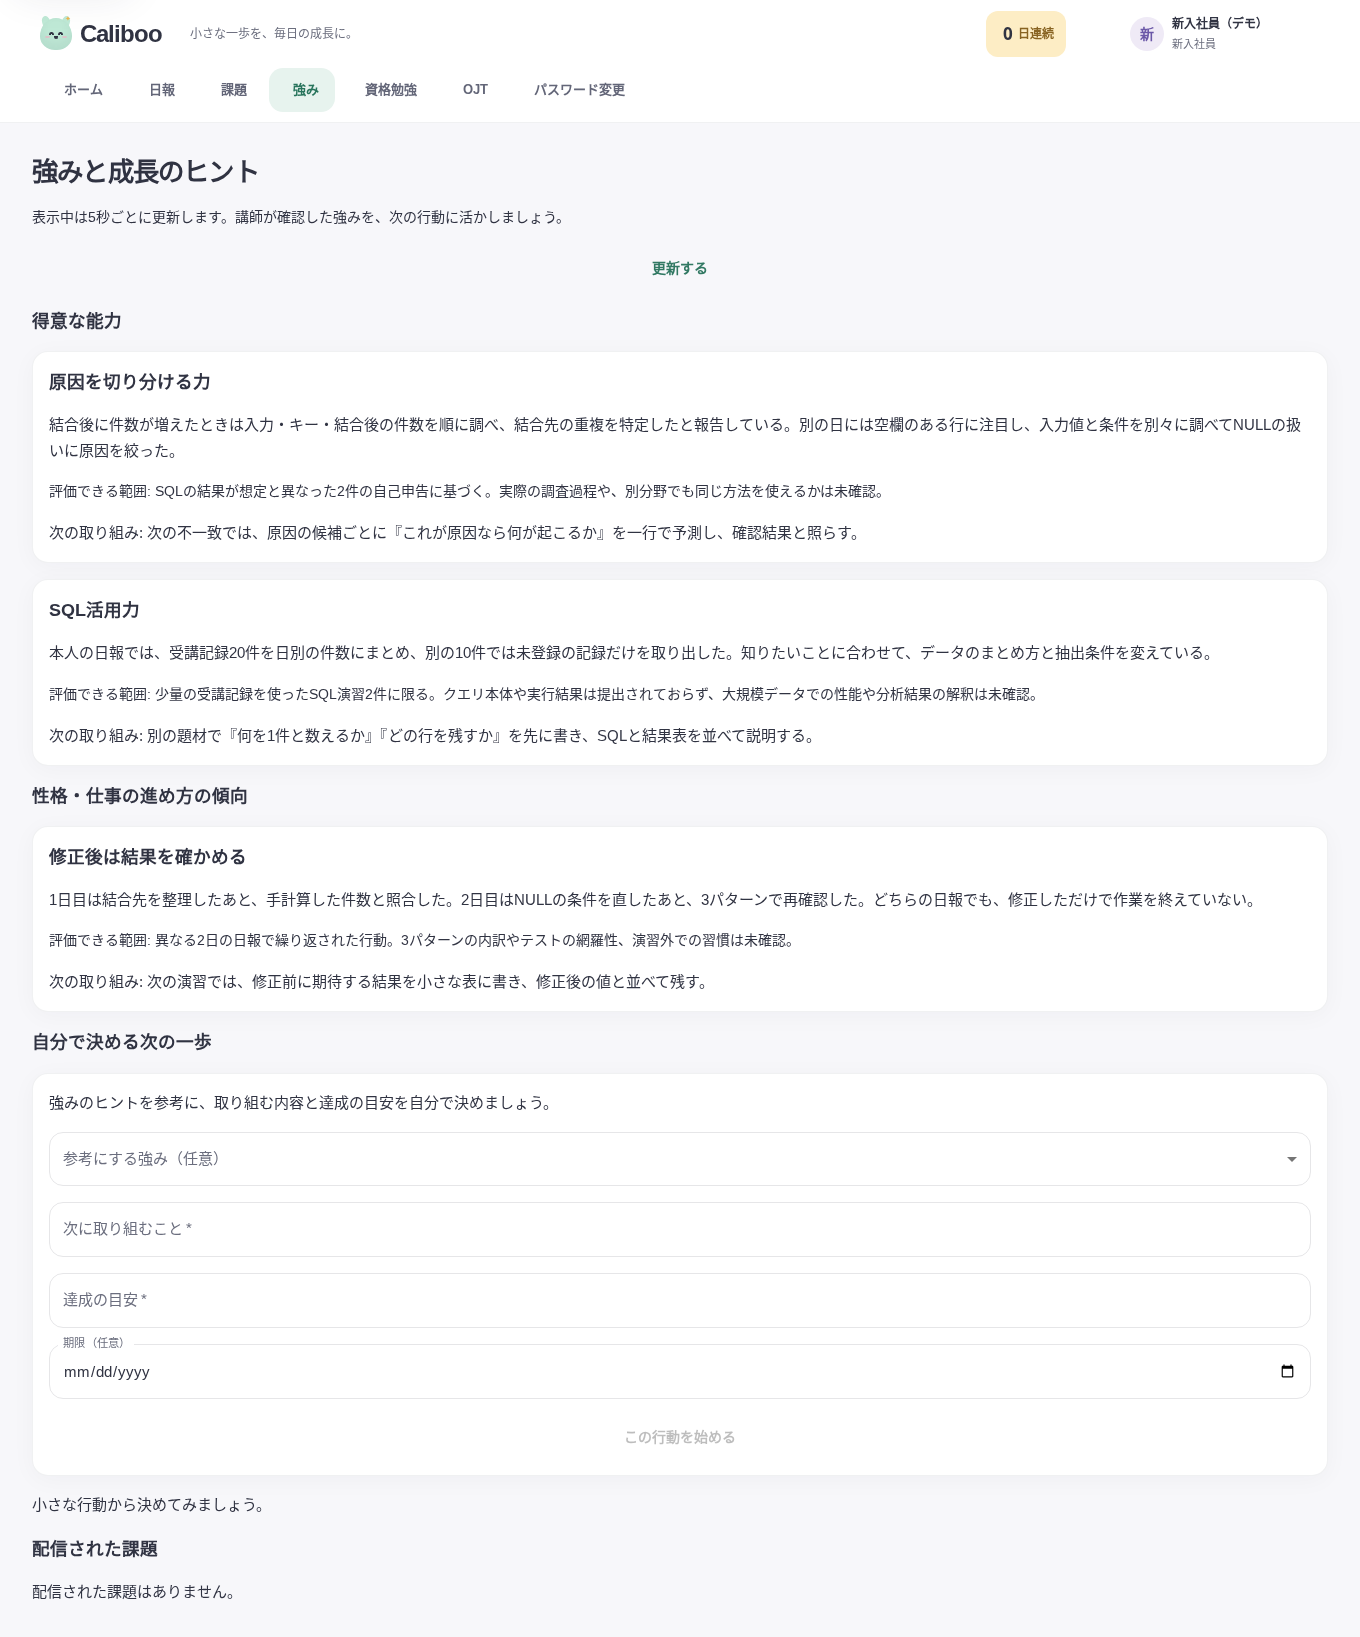 Caliboo
小さな一歩を、毎日の成長に。
0 日連続
新
新入社員（デモ）
新入社員
ホーム
日報
課題
強み
資格勉強
OJT
パスワード変更
強みと成長のヒント
表示中は5秒ごとに更新します。講師が確認した強みを、次の行動に活かしましょう。
更新する
得意な能力
原因を切り分ける力
結合後に件数が増えたときは入力・キー・結合後の件数を順に調べ、結合先の重複を特定したと報告している。別の日には空欄のある行に注目し、入力値と条件を別々に調べてNULLの扱
いに原因を絞った。
評価できる範囲: SQLの結果が想定と異なった2件の自己申告に基づく。実際の調査過程や、別分野でも同じ方法を使えるかは未確認。
次の取り組み: 次の不一致では、原因の候補ごとに『これが原因なら何が起こるか』を一行で予測し、確認結果と照らす。
SQL活用力
本人の日報では、受講記録20件を日別の件数にまとめ、別の10件では未登録の記録だけを取り出した。知りたいことに合わせて、データのまとめ方と抽出条件を変えている。
評価できる範囲: 少量の受講記録を使ったSQL演習2件に限る。クエリ本体や実行結果は提出されておらず、大規模データでの性能や分析結果の解釈は未確認。
次の取り組み: 別の題材で『何を1件と数えるか』『どの行を残すか』を先に書き、SQLと結果表を並べて説明する。
性格・仕事の進め方の傾向
修正後は結果を確かめる
1日目は結合先を整理したあと、手計算した件数と照合した。2日目はNULLの条件を直したあと、3パターンで再確認した。どちらの日報でも、修正しただけで作業を終えていない。
評価できる範囲: 異なる2日の日報で繰り返された行動。3パターンの内訳やテストの網羅性、演習外での習慣は未確認。
次の取り組み: 次の演習では、修正前に期待する結果を小さな表に書き、修正後の値と並べて残す。
自分で決める次の一歩
強みのヒントを参考に、取り組む内容と達成の目安を自分で決めましょう。
参考にする強み（任意）
次に取り組むこと *
達成の目安 *
期限（任意）
mm/dd/yyyy
この行動を始める
小さな行動から決めてみましょう。
配信された課題
配信された課題はありません。